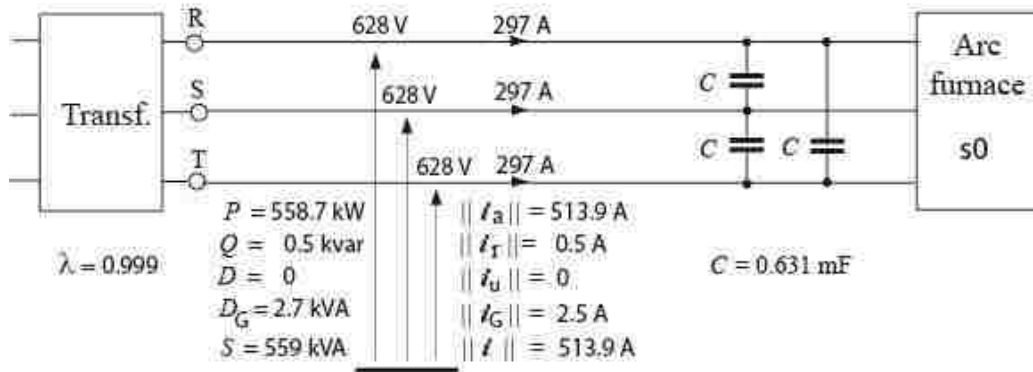 R
628 V
297 A
S
628 V
297 A
T
628 V
297 A
Transf.
C
C
C
Arc
furnace
s0
λ = 0.999
P = 558.7 kW
Q = 0.5 kvar
D = 0
D_G = 2.7 kVA
S = 559 kVA
|| i_a || = 513.9 A
|| i_r || = 0.5 A
|| i_u || = 0
|| i_G || = 2.5 A
|| i || = 513.9 A
C = 0.631 mF